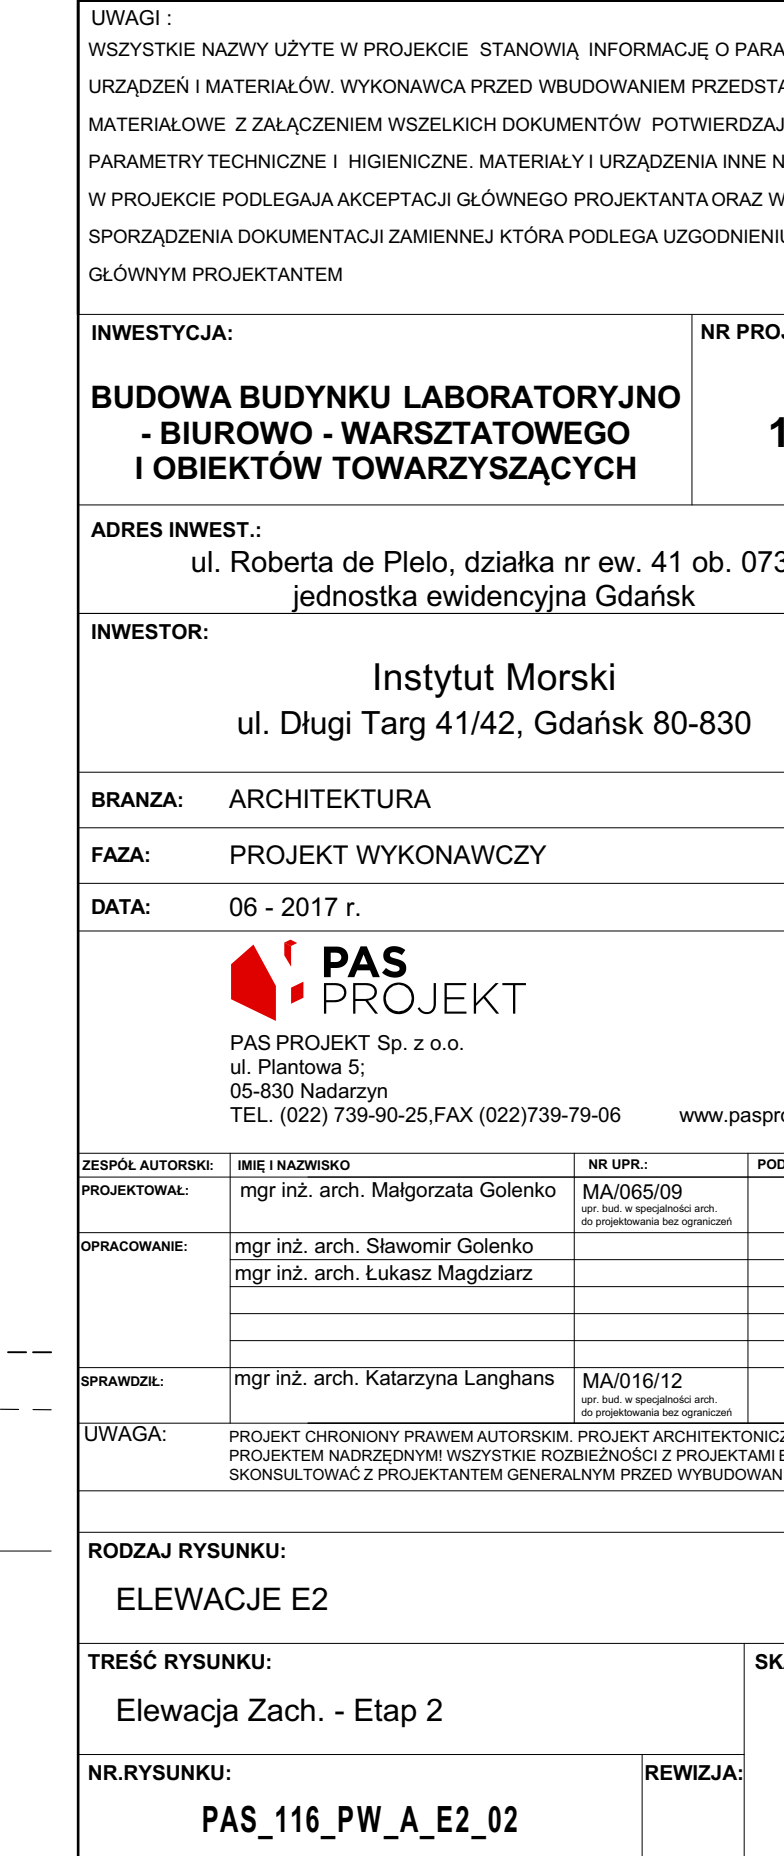 UWAGI :
WSZYSTKIE NAZWY UŻYTE W PROJEKCIE STANOWIĄ INFORMACJĘ O PARA
URZĄDZEŃ I MATERIAŁÓW. WYKONAWCA PRZED WBUDOWANIEM PRZEDSTA
MATERIAŁOWE Z ZAŁĄCZENIEM WSZELKICH DOKUMENTÓW POTWIERDZAJ
PARAMETRY TECHNICZNE I HIGIENICZNE. MATERIAŁY I URZĄDZENIA INNE N
W PROJEKCIE PODLEGAJA AKCEPTACJI GŁÓWNEGO PROJEKTANTA ORAZ W
SPORZĄDZENIA DOKUMENTACJI ZAMIENNEJ KTÓRA PODLEGA UZGODNIENIU
GŁÓWNYM PROJEKTANTEM
INWESTYCJA: NR PROJ
BUDOWA BUDYNKU LABORATORYJNO
- BIUROWO - WARSZTATOWEGO 1
I OBIEKTÓW TOWARZYSZĄCYCH
ADRES INWEST.:
ul. Roberta de Plelo, działka nr ew. 41 ob. 073
jednostka ewidencyjna Gdańsk
INWESTOR:
Instytut Morski
ul. Długi Targ 41/42, Gdańsk 80-830
BRANZA: ARCHITEKTURA
FAZA: PROJEKT WYKONAWCZY
DATA: 06 - 2017 r.
PAS
PROJEKT
PAS PROJEKT Sp. z o.o.
ul. Plantowa 5;
05-830 Nadarzyn
TEL. (022) 739-90-25,FAX (022)739-79-06 www.paspro
ZESPÓŁ AUTORSKI: IMIĘ I NAZWISKO NR UPR.: POD
PROJEKTOWAŁ: mgr inż. arch. Małgorzata Golenko MA/065/09
upr. bud. w specjalności arch.
do projektowania bez ograniczeń
OPRACOWANIE: mgr inż. arch. Sławomir Golenko
mgr inż. arch. Łukasz Magdziarz
SPRAWDZIŁ: mgr inż. arch. Katarzyna Langhans MA/016/12
upr. bud. w specjalności arch.
do projektowania bez ograniczeń
UWAGA: PROJEKT CHRONIONY PRAWEM AUTORSKIM. PROJEKT ARCHITEKTONICZ
PROJEKTEM NADRZĘDNYM! WSZYSTKIE ROZBIEŻNOŚCI Z PROJEKTAMI B
SKONSULTOWAĆ Z PROJEKTANTEM GENERALNYM PRZED WYBUDOWAN
RODZAJ RYSUNKU:
ELEWACJE E2
TREŚĆ RYSUNKU: SKA
Elewacja Zach. - Etap 2
NR.RYSUNKU: REWIZJA:
PAS_116_PW_A_E2_02